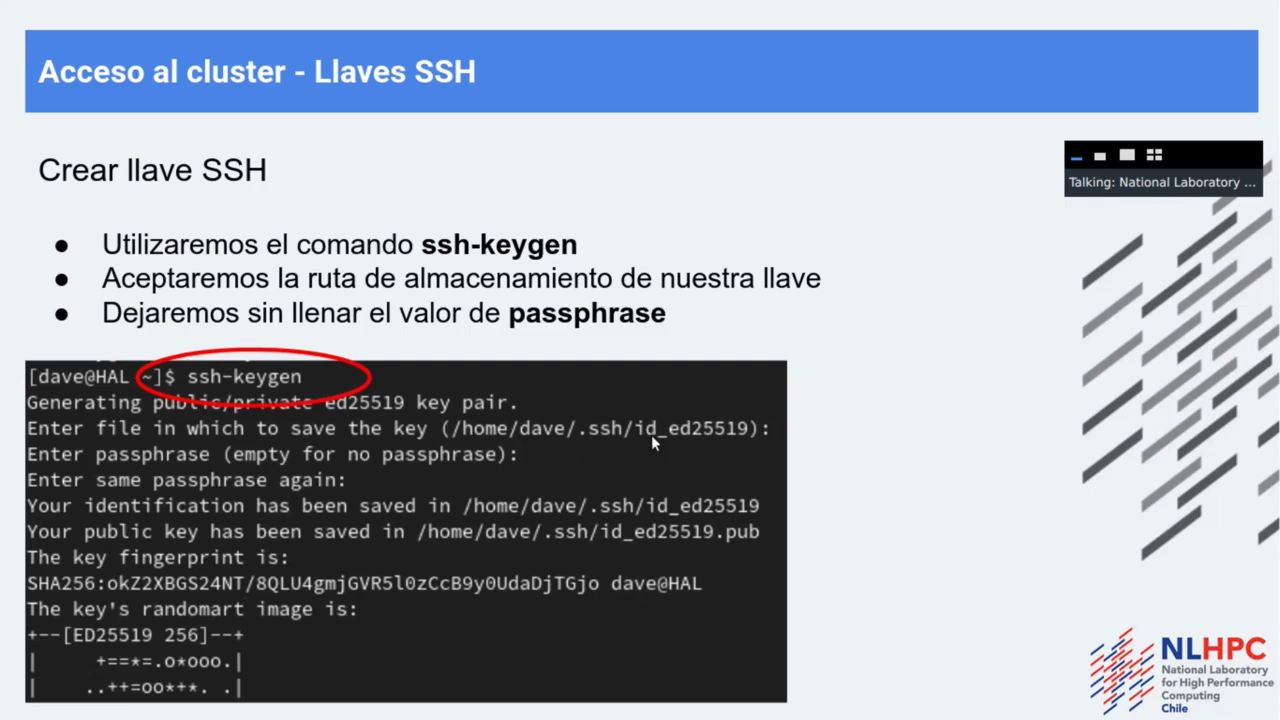 Acceso al cluster - Llaves SSH
Crear llave SSH
Talking: National Laboratory ...
● Utilizaremos el comando ssh-keygen
● Aceptaremos la ruta de almacenamiento de nuestra llave
● Dejaremos sin llenar el valor de passphrase
[dave@HAL ~]$ ssh-keygen
Generating public/private ed25519 key pair.
Enter file in which to save the key (/home/dave/.ssh/id_ed25519):
Enter passphrase (empty for no passphrase):
Enter same passphrase again:
Your identification has been saved in /home/dave/.ssh/id_ed25519
Your public key has been saved in /home/dave/.ssh/id_ed25519.pub
The key fingerprint is:
SHA256:okZ2XBGS24NT/8QLU4gmjGVR5l0zCcB9y0UdaDjTGjo dave@HAL
The key's randomart image is:
+--[ED25519 256]--+
|     +==*=.o*ooo.|
|    ..++=oo*+*. .|
NLHPC
National Laboratory
for High Performance
Computing
Chile